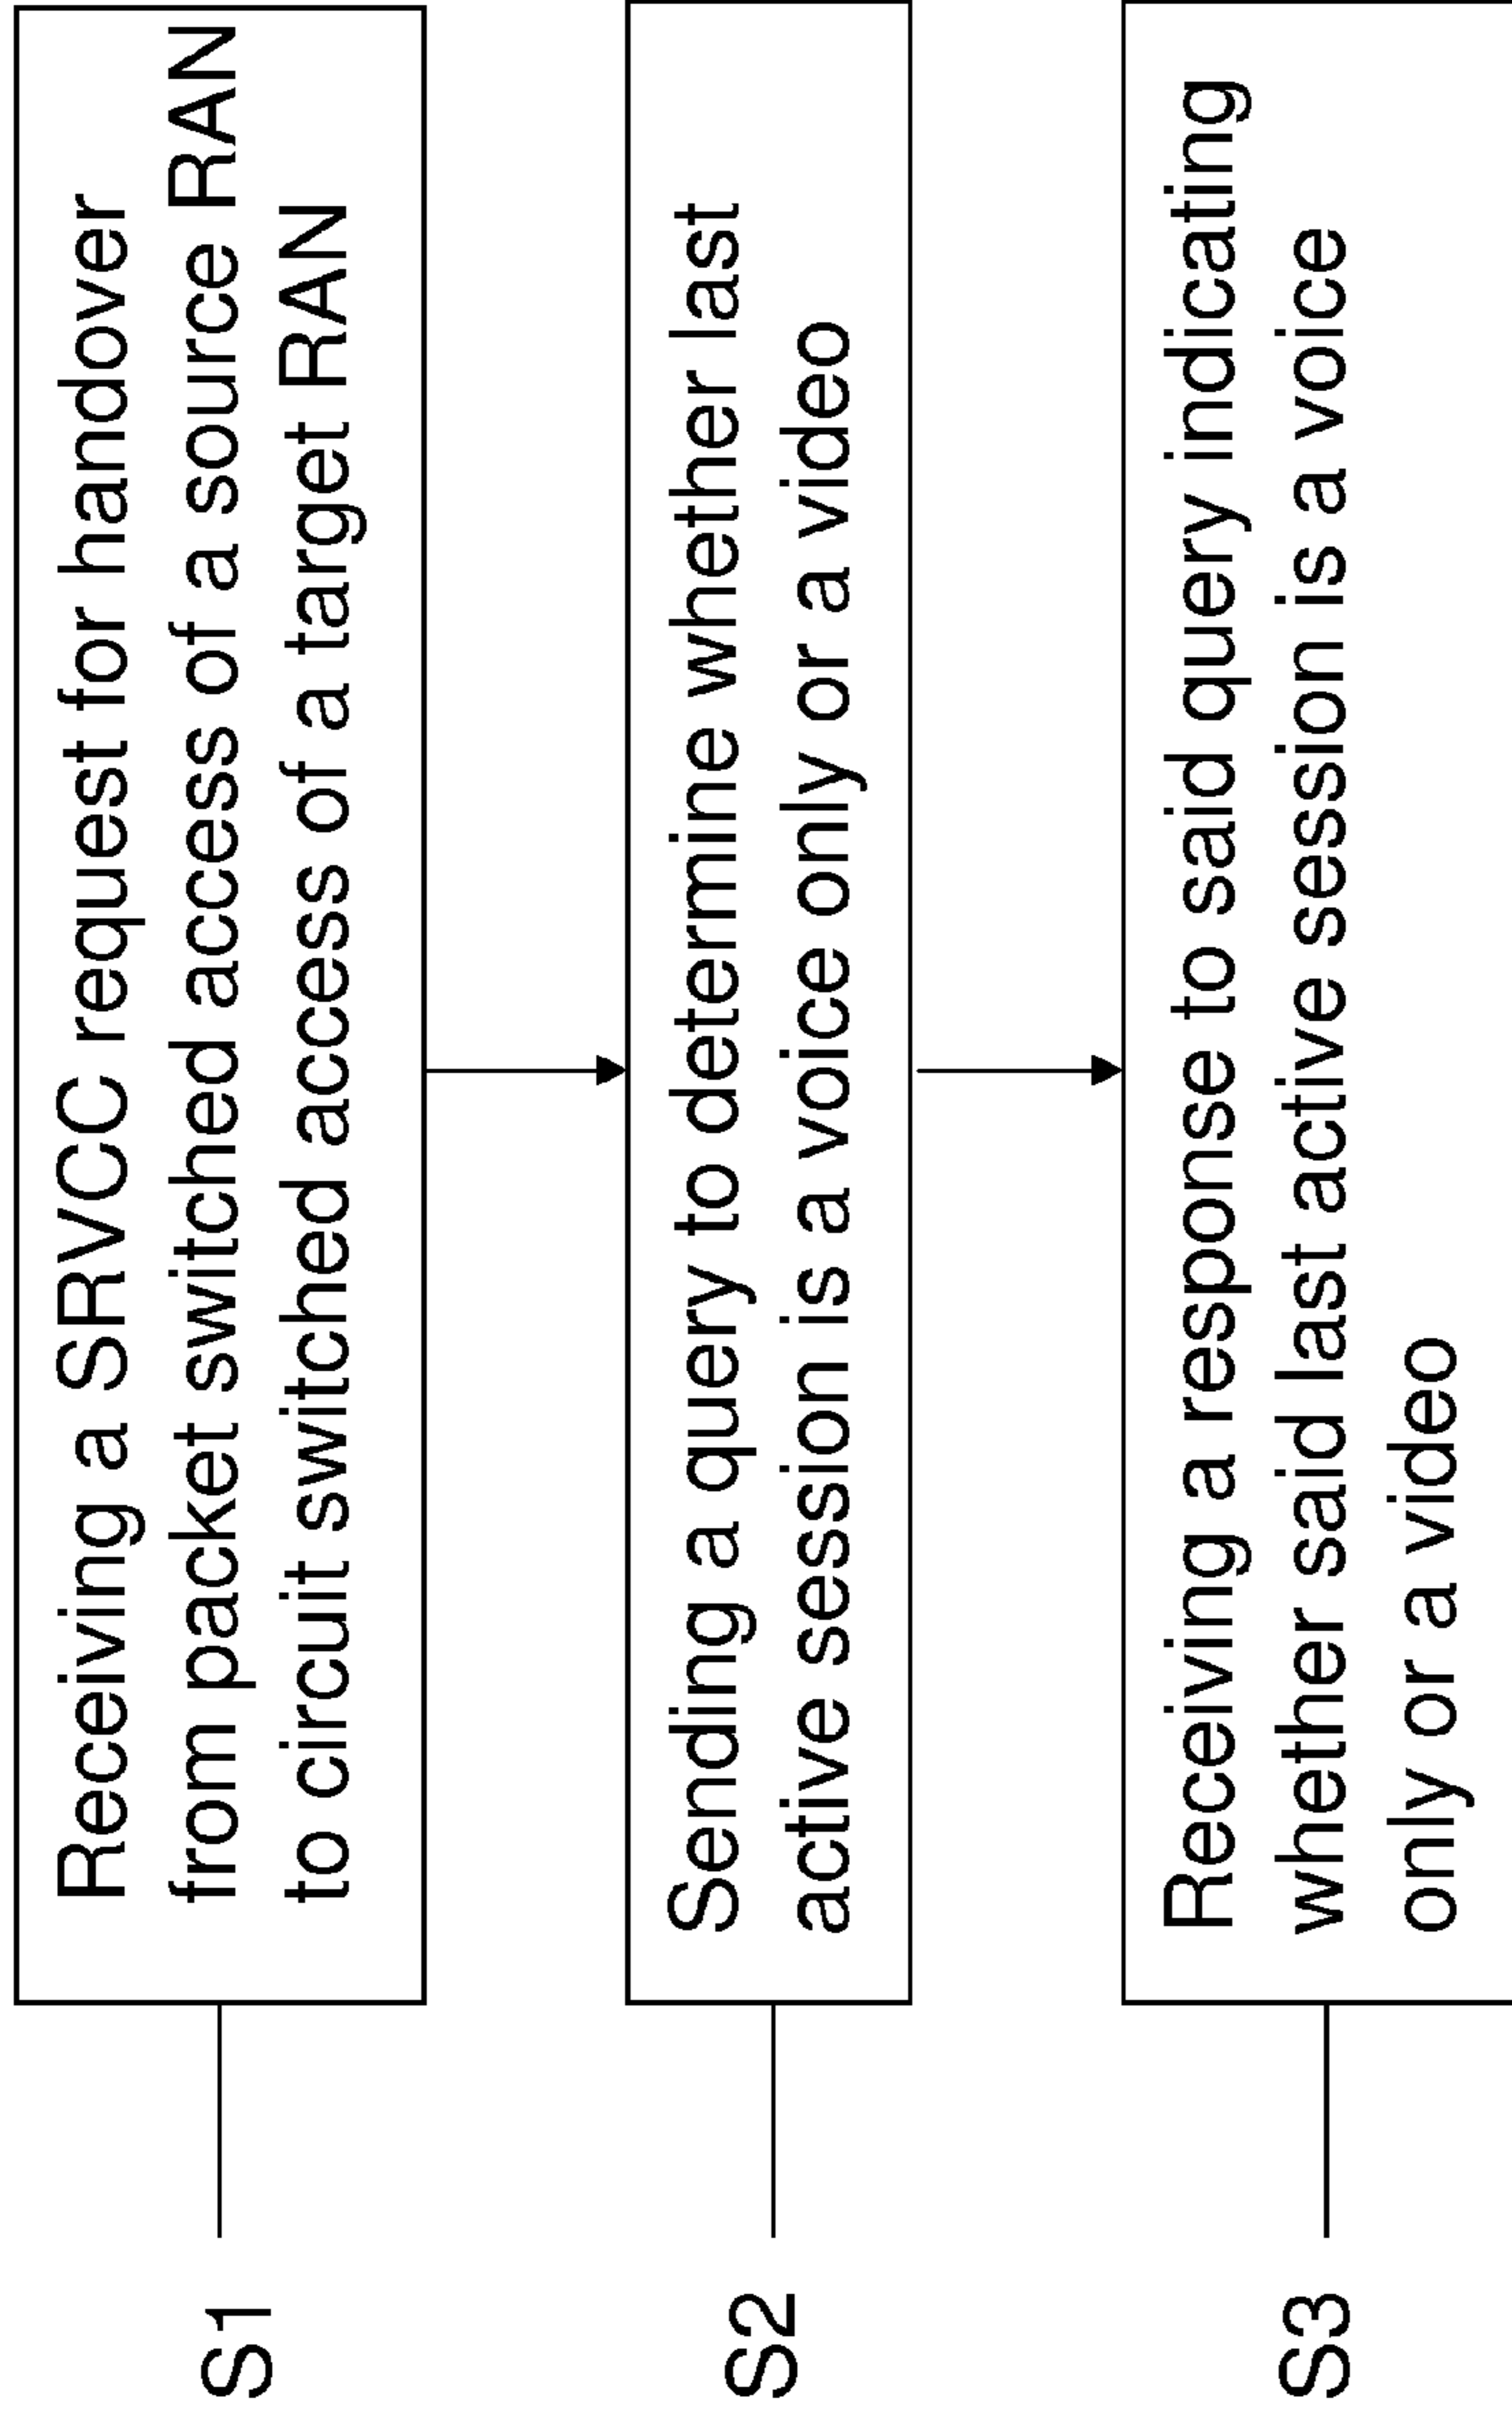 S1
Receiving a SRVCC request for handover
from packet switched access of a source RAN
to circuit switched access of a target RAN
S2
Sending a query to determine whether last
active session is a voice only or a video
S3
Receiving a response to said query indicating
whether said last active session is a voice
only or a video